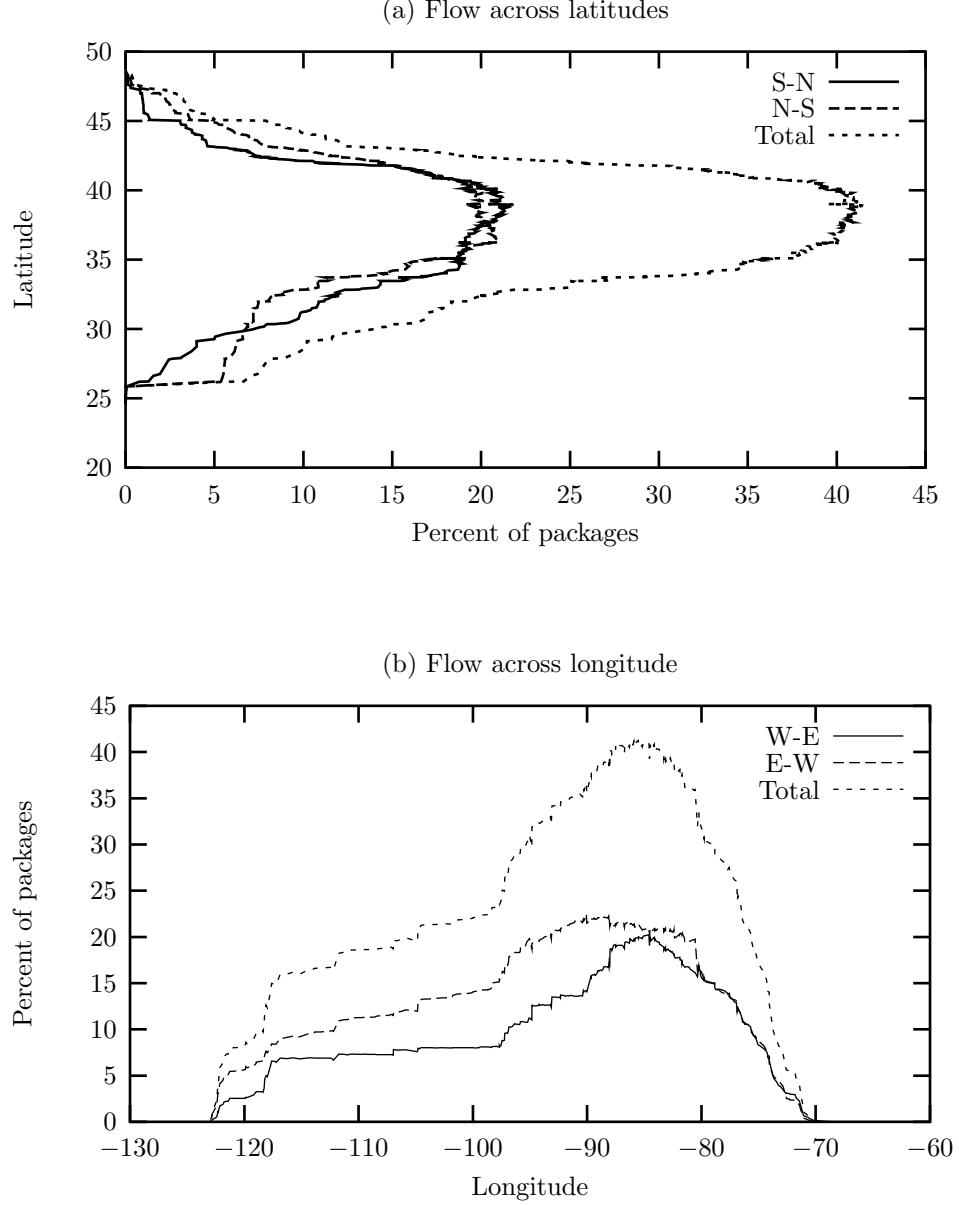 (a) Flow across latitudes
50
45
40
35
30
25
20
Latitude
S-N
N-S
Total
0 5 10 15 20 25 30 35 40 45
Percent of packages
(b) Flow across longitude
45
40
35
30
25
20
15
10
5
0
Percent of packages
W-E
E-W
Total
−130 −120 −110 −100 −90 −80 −70 −60
Longitude